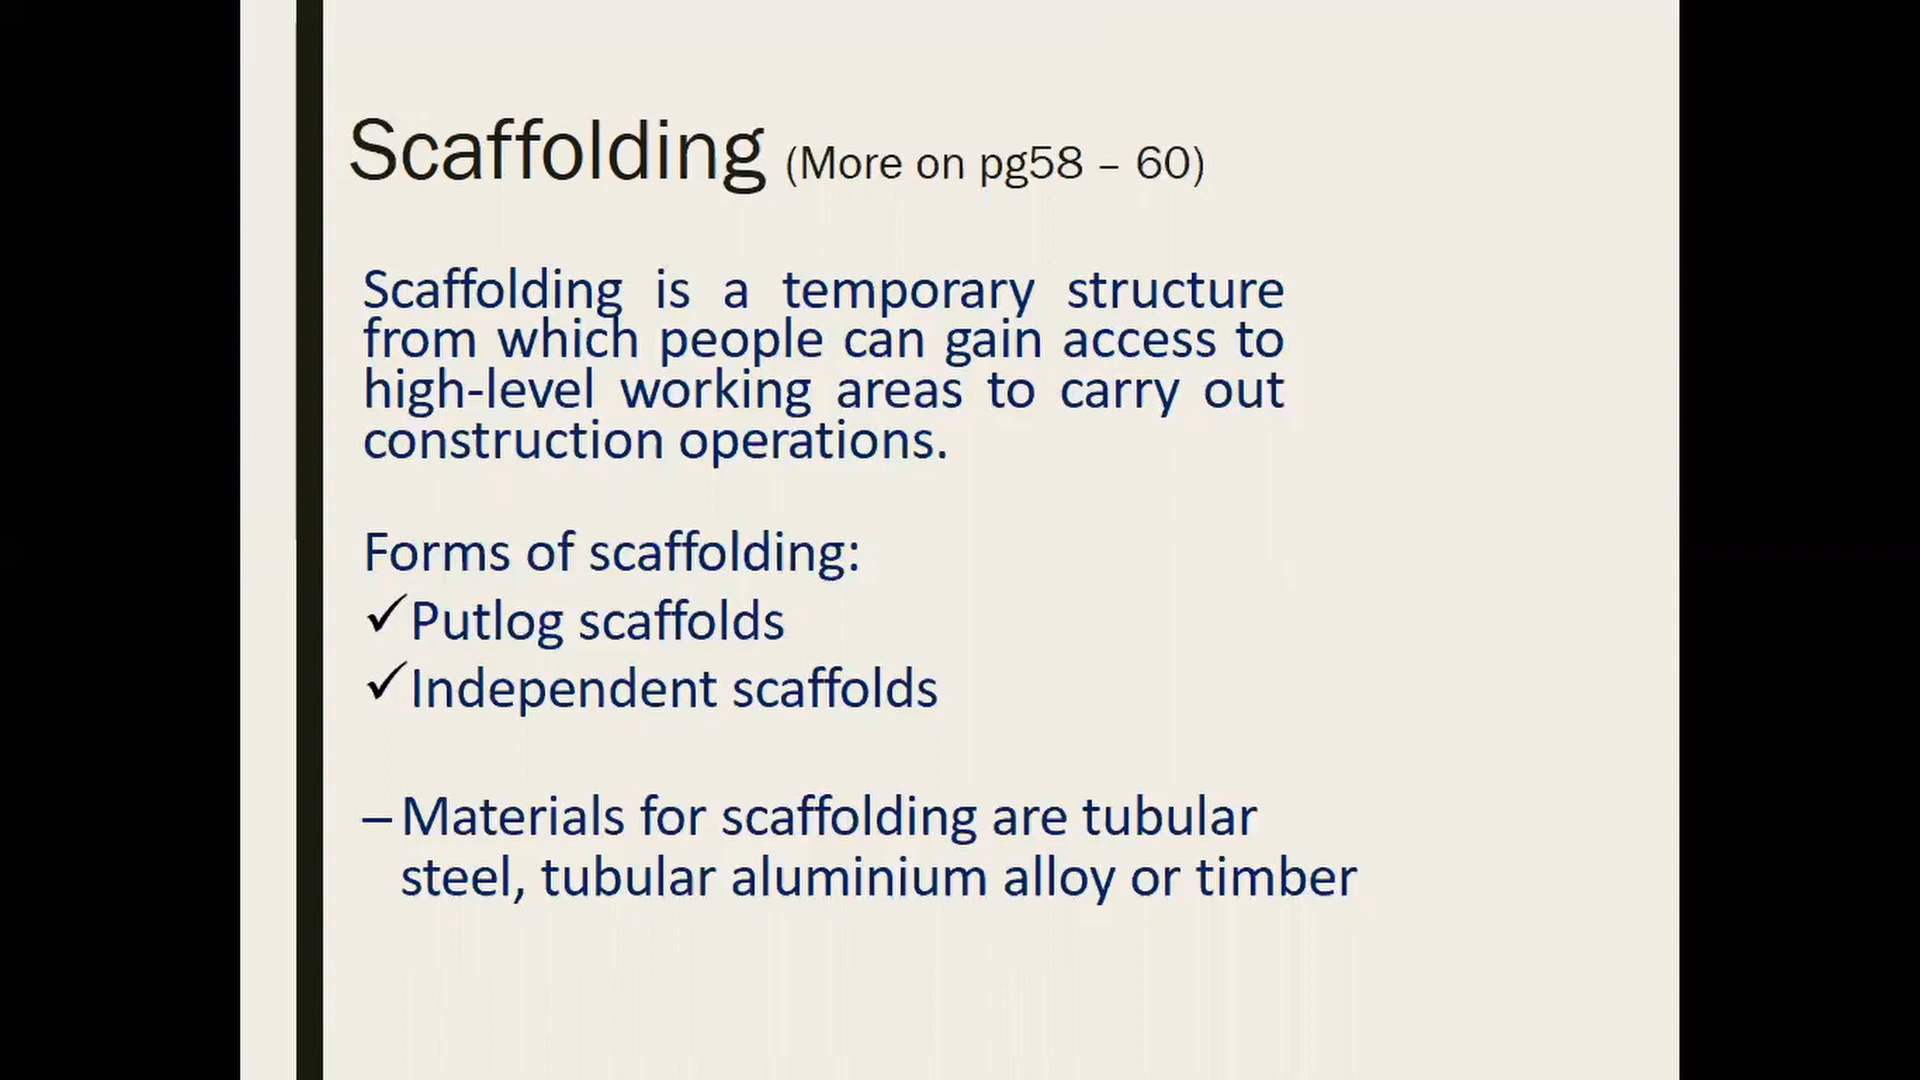 Scaffolding (More on pg58 – 60)
Scaffolding is a temporary structure
from which people can gain access to
high-level working areas to carry out
construction operations.
Forms of scaffolding:
✓Putlog scaffolds
✓Independent scaffolds
– Materials for scaffolding are tubular
steel, tubular aluminium alloy or timber